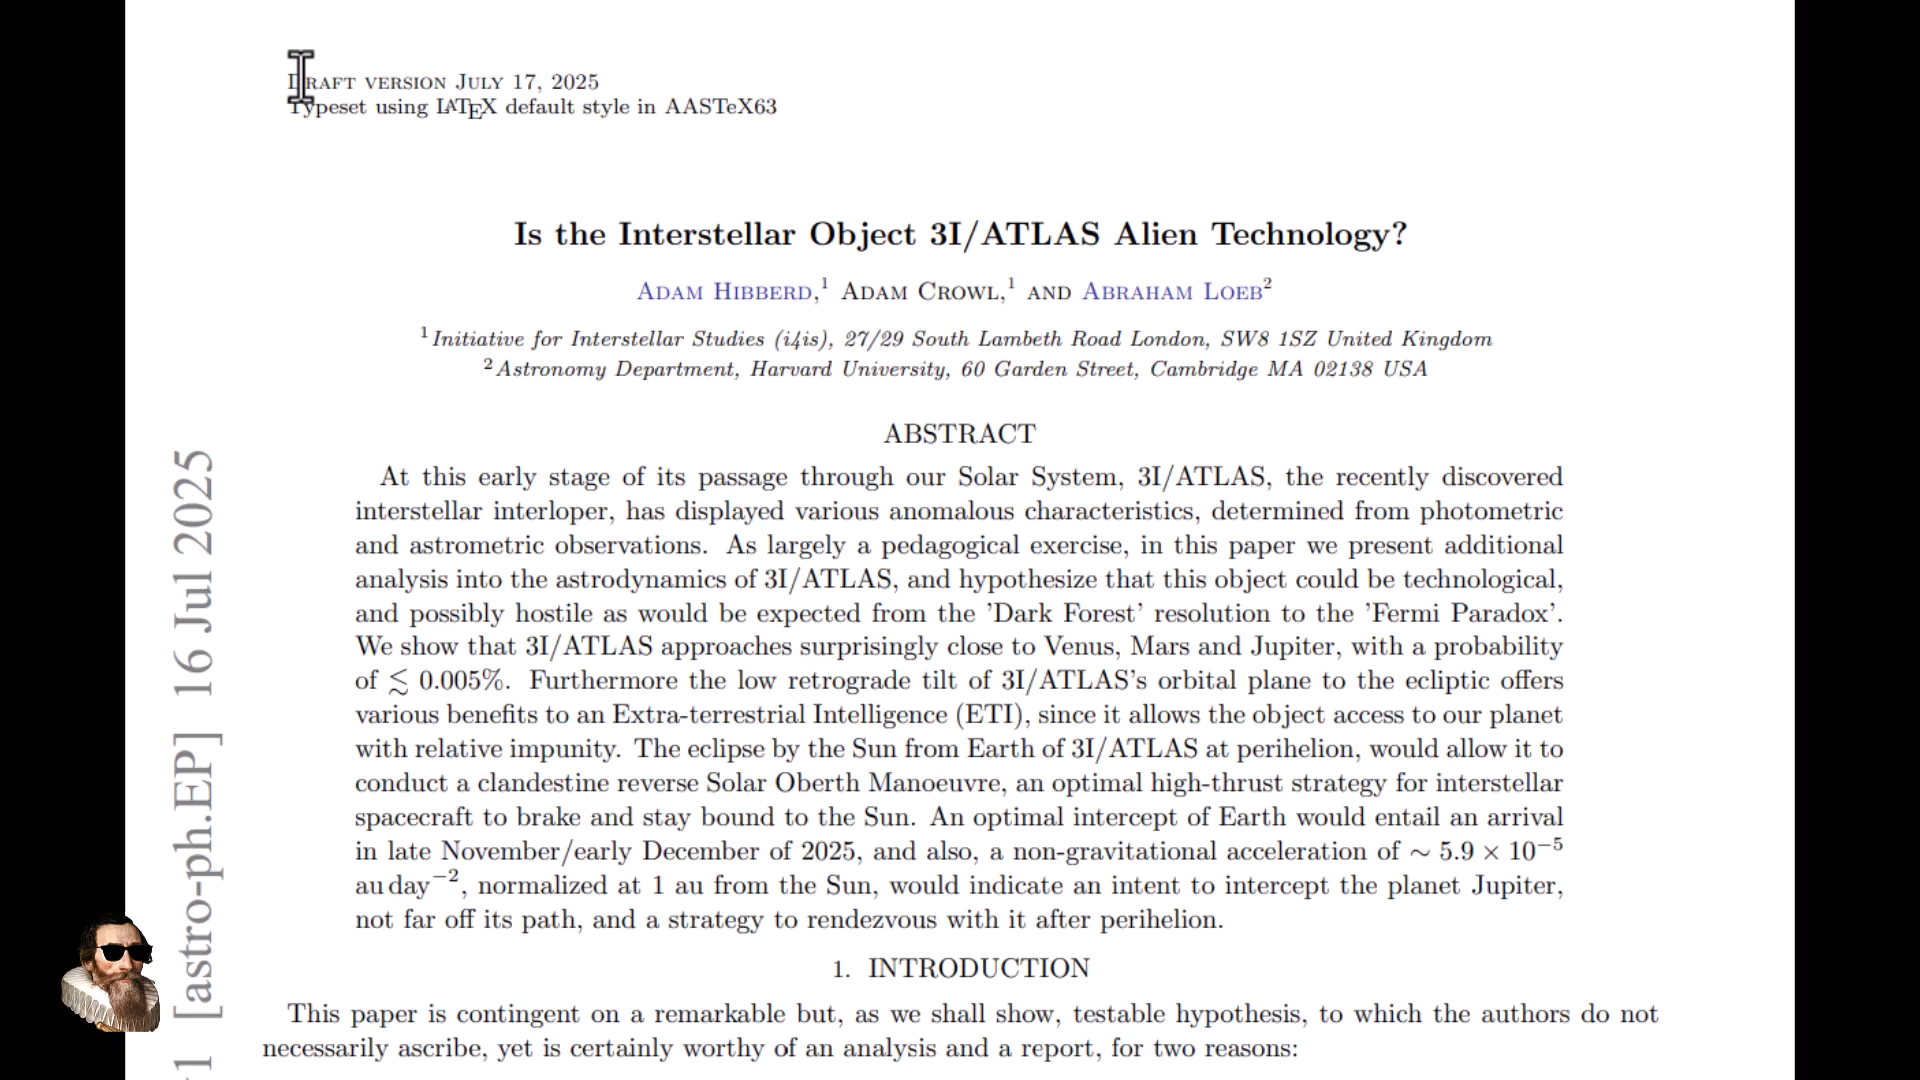 DRAFT VERSION JULY 17, 2025
Typeset using LATEX default style in AASTeX63
Is the Interstellar Object 3I/ATLAS Alien Technology?
ADAM HIBBERD,¹ ADAM CROWL,¹ AND ABRAHAM LOEB²
¹ Initiative for Interstellar Studies (i4is), 27/29 South Lambeth Road London, SW8 1SZ United Kingdom
² Astronomy Department, Harvard University, 60 Garden Street, Cambridge MA 02138 USA
ABSTRACT
At this early stage of its passage through our Solar System, 3I/ATLAS, the recently discovered
interstellar interloper, has displayed various anomalous characteristics, determined from photometric
and astrometric observations. As largely a pedagogical exercise, in this paper we present additional
analysis into the astrodynamics of 3I/ATLAS, and hypothesize that this object could be technological,
and possibly hostile as would be expected from the 'Dark Forest' resolution to the 'Fermi Paradox'.
We show that 3I/ATLAS approaches surprisingly close to Venus, Mars and Jupiter, with a probability
of ≲ 0.005%. Furthermore the low retrograde tilt of 3I/ATLAS's orbital plane to the ecliptic offers
various benefits to an Extra-terrestrial Intelligence (ETI), since it allows the object access to our planet
with relative impunity. The eclipse by the Sun from Earth of 3I/ATLAS at perihelion, would allow it to
conduct a clandestine reverse Solar Oberth Manoeuvre, an optimal high-thrust strategy for interstellar
spacecraft to brake and stay bound to the Sun. An optimal intercept of Earth would entail an arrival
in late November/early December of 2025, and also, a non-gravitational acceleration of ∼ 5.9 × 10⁻⁵
au day⁻², normalized at 1 au from the Sun, would indicate an intent to intercept the planet Jupiter,
not far off its path, and a strategy to rendezvous with it after perihelion.
1. INTRODUCTION
This paper is contingent on a remarkable but, as we shall show, testable hypothesis, to which the authors do not
necessarily ascribe, yet is certainly worthy of an analysis and a report, for two reasons:
1 [astro-ph.EP] 16 Jul 2025